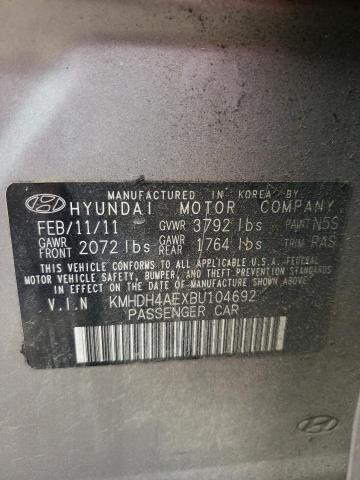 MANUFACTURED IN KOREA BY
HYUNDAI MOTOR COMPANY
FEB/11/11 GVWR 3792 lbs PAINT N5S
GAWR FRONT 2072 lbs GAWR REAR 1764 lbs TRIM RAS
THIS VEHICLE CONFORMS TO ALL APPLICABLE U.S.A FEDERAL
MOTOR VEHICLE SAFETY, BUMPER, AND THEFT PREVENTION STANDARDS
IN EFFECT ON THE DATE OF MANUFACTURE SHOWN ABOVE.
V.I.N KMHDH4AEXBU104692
PASSENGER CAR